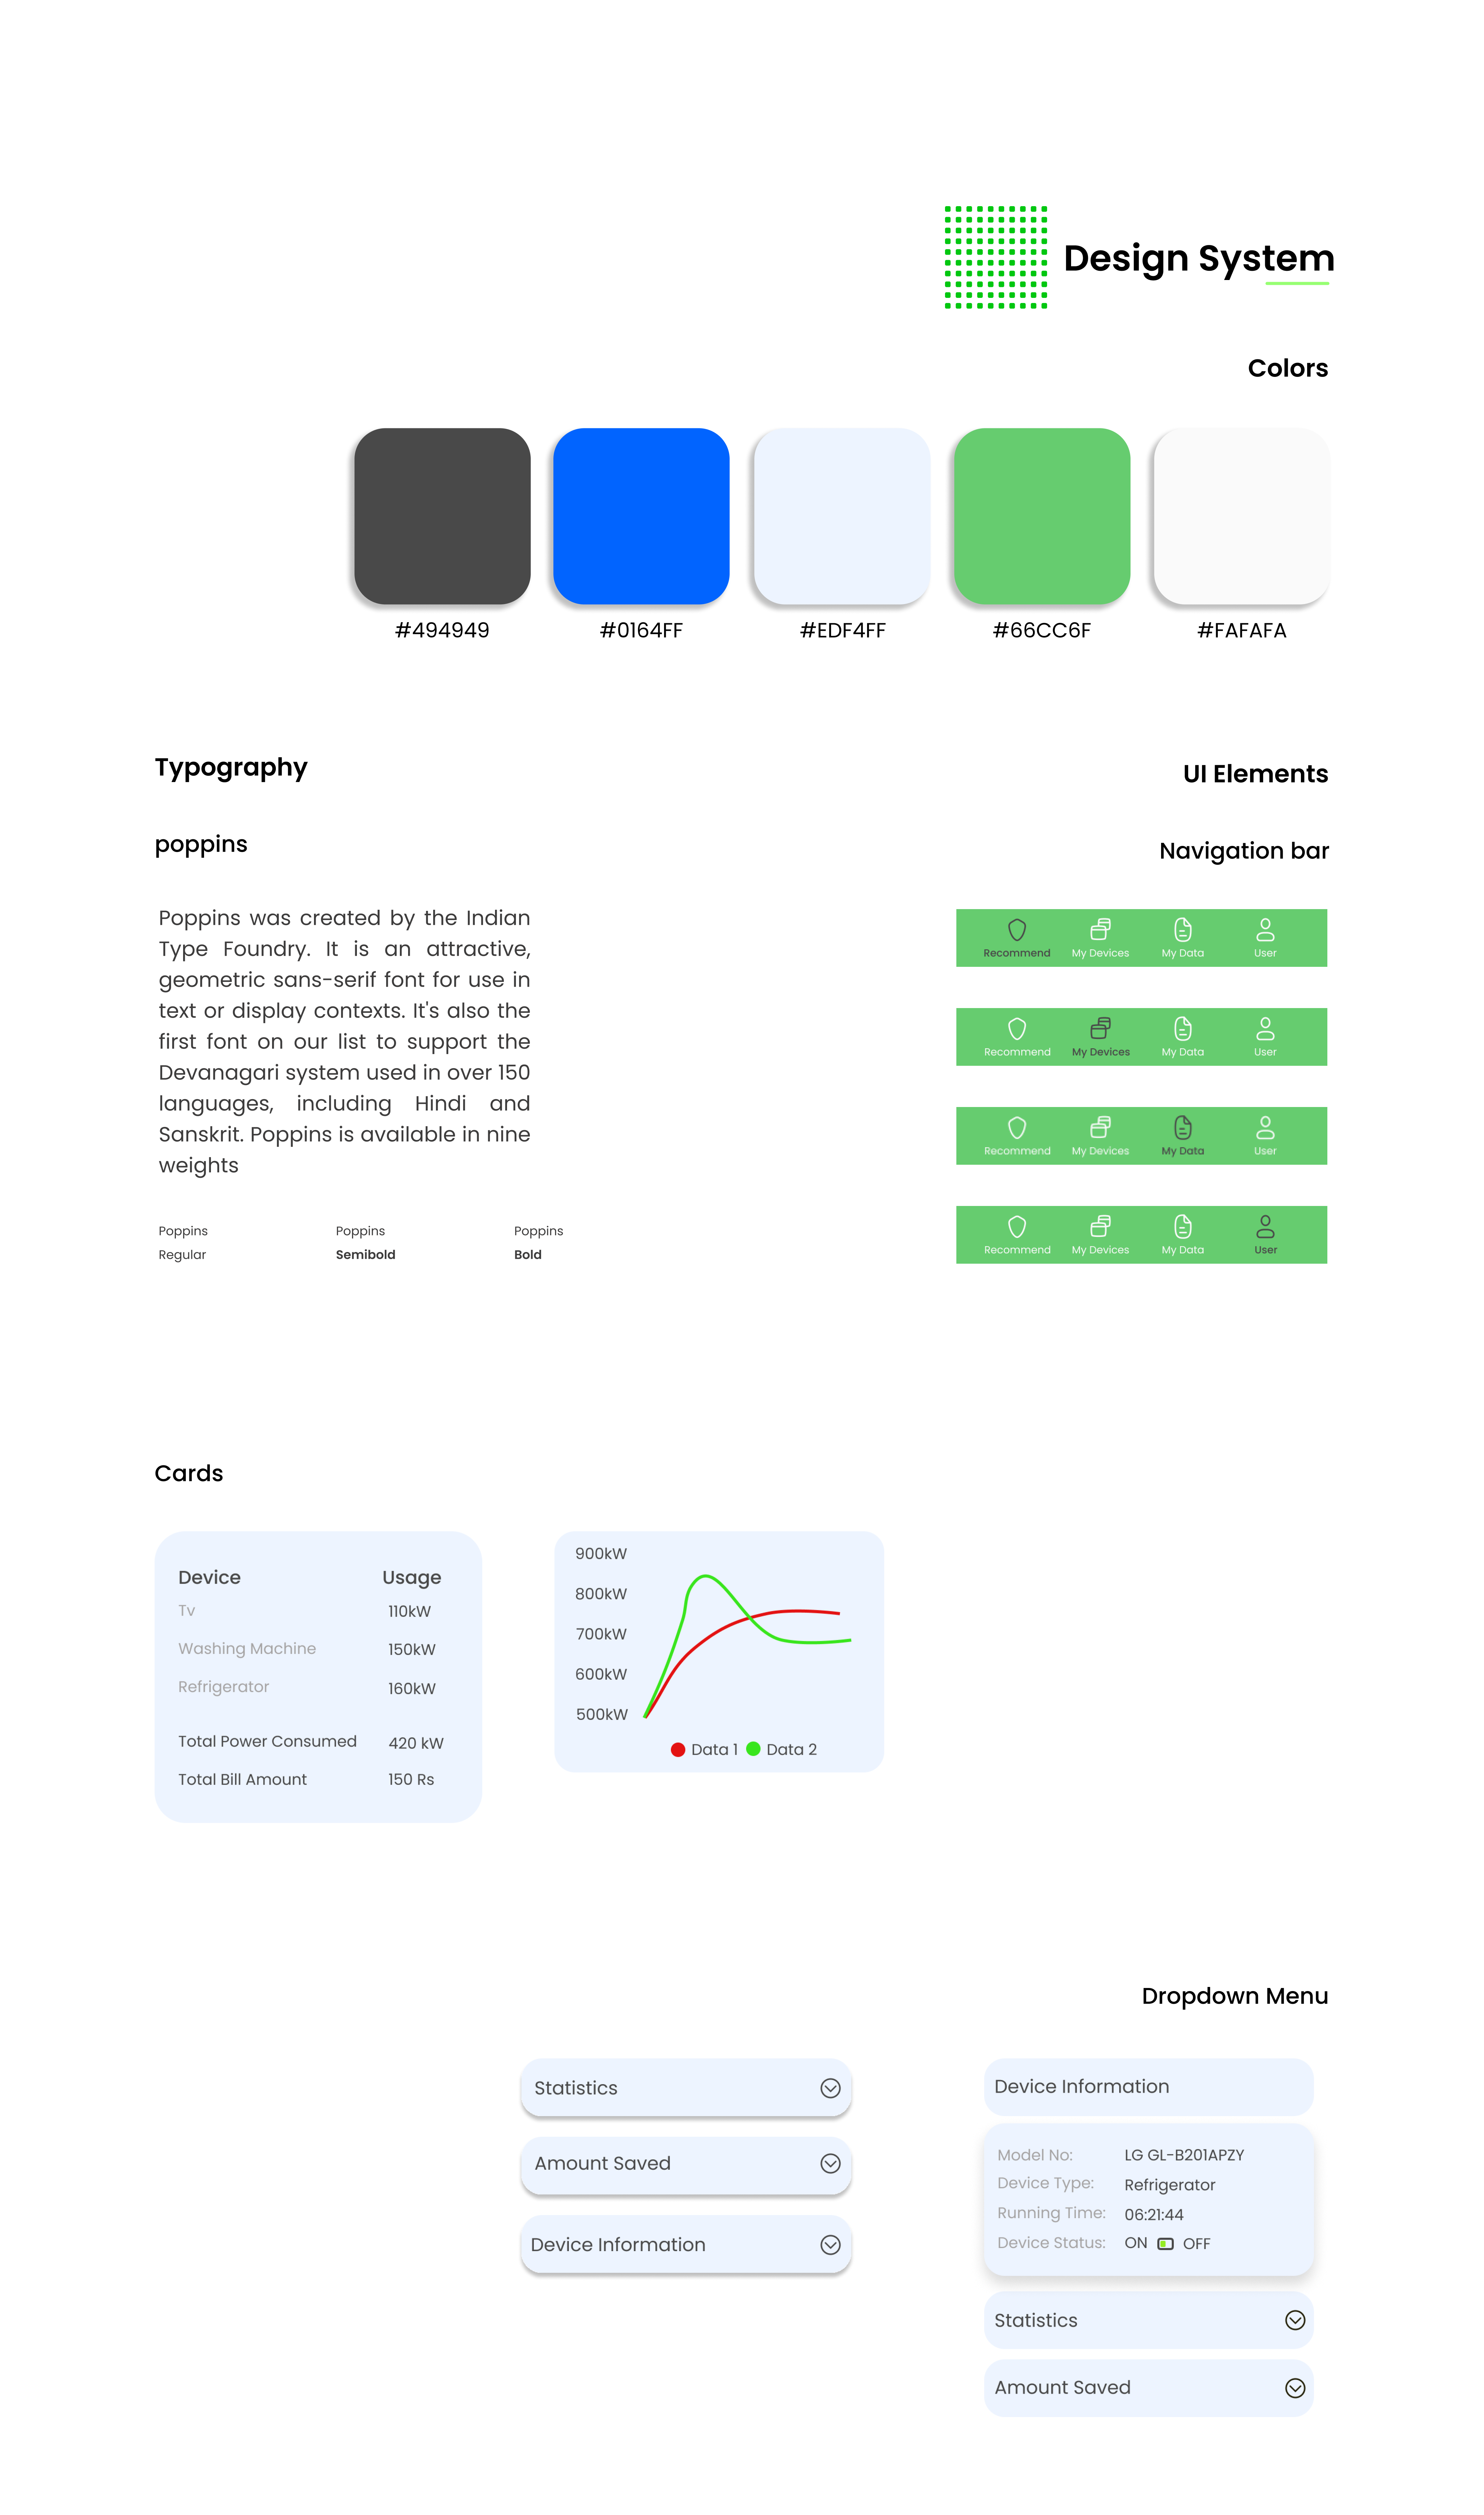 Design System
Colors
#494949
#0164FF
#EDF4FF
#66CC6F
#FAFAFA
Typography
poppins
Poppins was created by the Indian
Type Foundry. It is an attractive,
geometric sans-serif font for use in
text or display contexts. It's also the
first font on our list to support the
Devanagari system used in over 150
languages, including Hindi and
Sanskrit. Poppins is available in nine
weights
Poppins Poppins Poppins
Regular Semibold Bold
UI Elements
Navigation bar
Recommend My Devices My Data User
Recommend My Devices My Data User
Recommend My Devices My Data User
Recommend My Devices My Data User
Cards
Device Usage
Tv 110kW
Washing Machine 150kW
Refrigerator 160kW
Total Power Consumed 420 kW
Total Bill Amount 150 Rs
900kW
800kW
700kW
600kW
500kW
Data 1 Data 2
Dropdown Menu
Statistics
Amount Saved
Device Information
Device Information
Model No: LG GL-B201APZY
Device Type: Refrigerator
Running Time: 06:21:44
Device Status: ON OFF
Statistics
Amount Saved